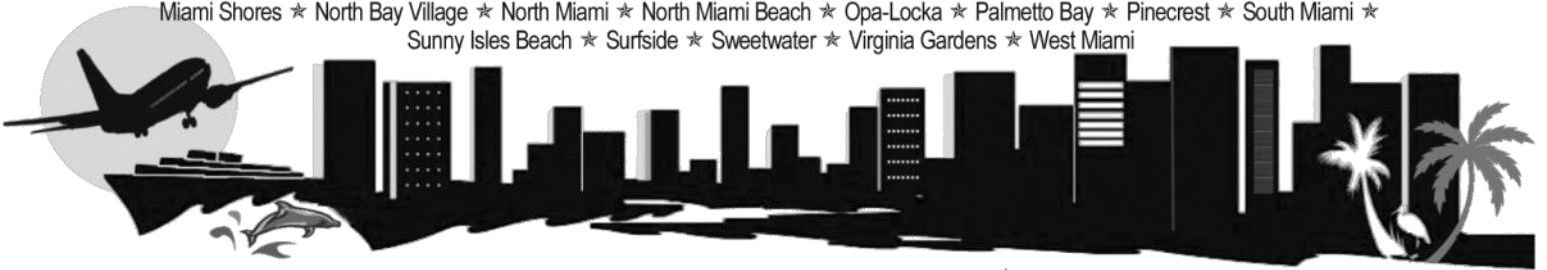 Miami Shores ✯ North Bay Village ✯ North Miami ✯ North Miami Beach ✯ Opa-Locka ✯ Palmetto Bay ✯ Pinecrest ✯ South Miami ✯
Sunny Isles Beach ✯ Surfside ✯ Sweetwater ✯ Virginia Gardens ✯ West Miami